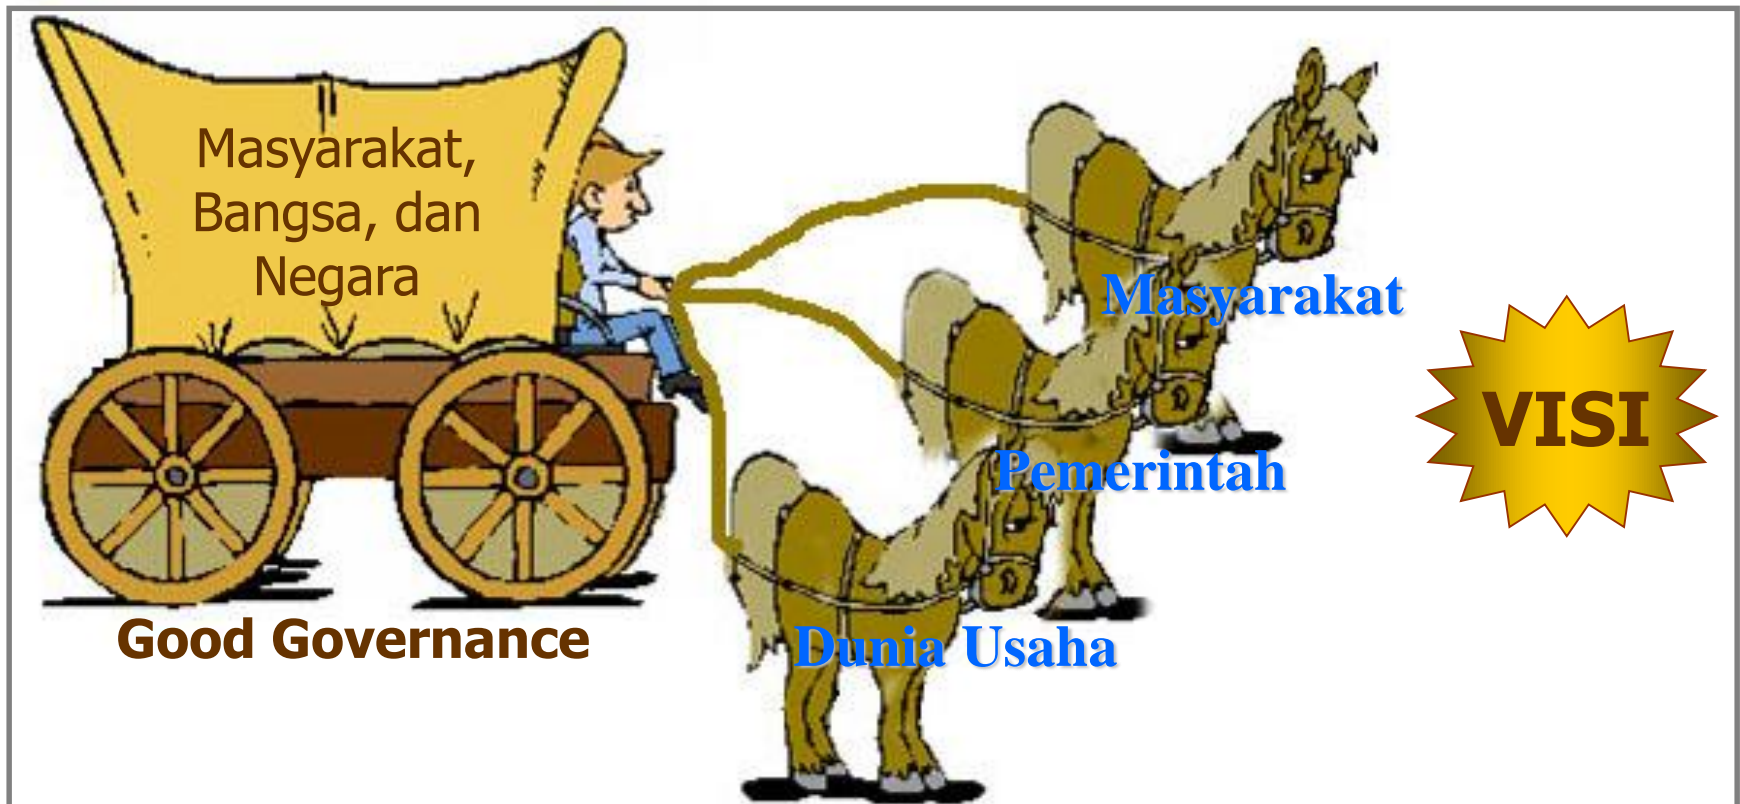 Masyarakat,
Bangsa, dan
Negara
Masyarakat
VISI
Pemerintah
Good Governance
Dunia Usaha